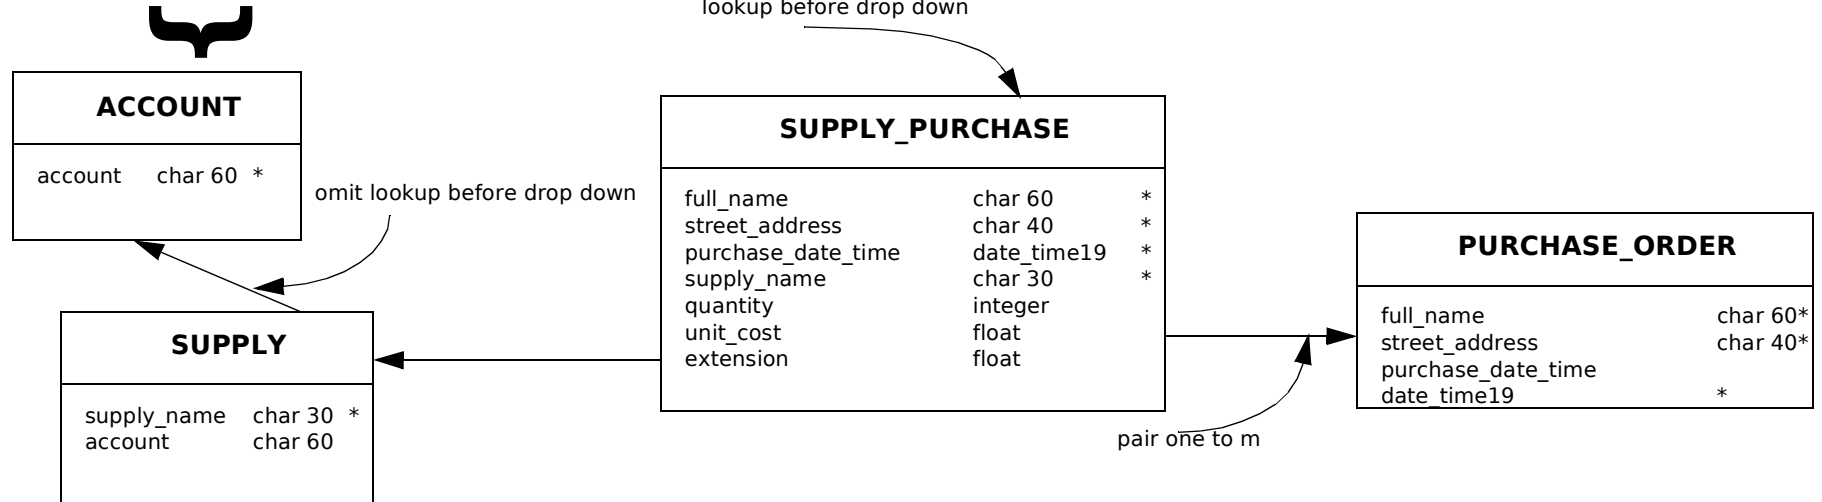 lookup before drop down
ACCOUNT
account char 60 *
omit lookup before drop down
SUPPLY_PURCHASE
full_name char 60 *
street_address char 40 *
purchase_date_time date_time19 *
supply_name char 30 *
quantity integer
unit_cost float
extension float
PURCHASE_ORDER
full_name char 60*
street_address char 40*
purchase_date_time
date_time19 *
SUPPLY
supply_name char 30 *
account char 60
pair one to m